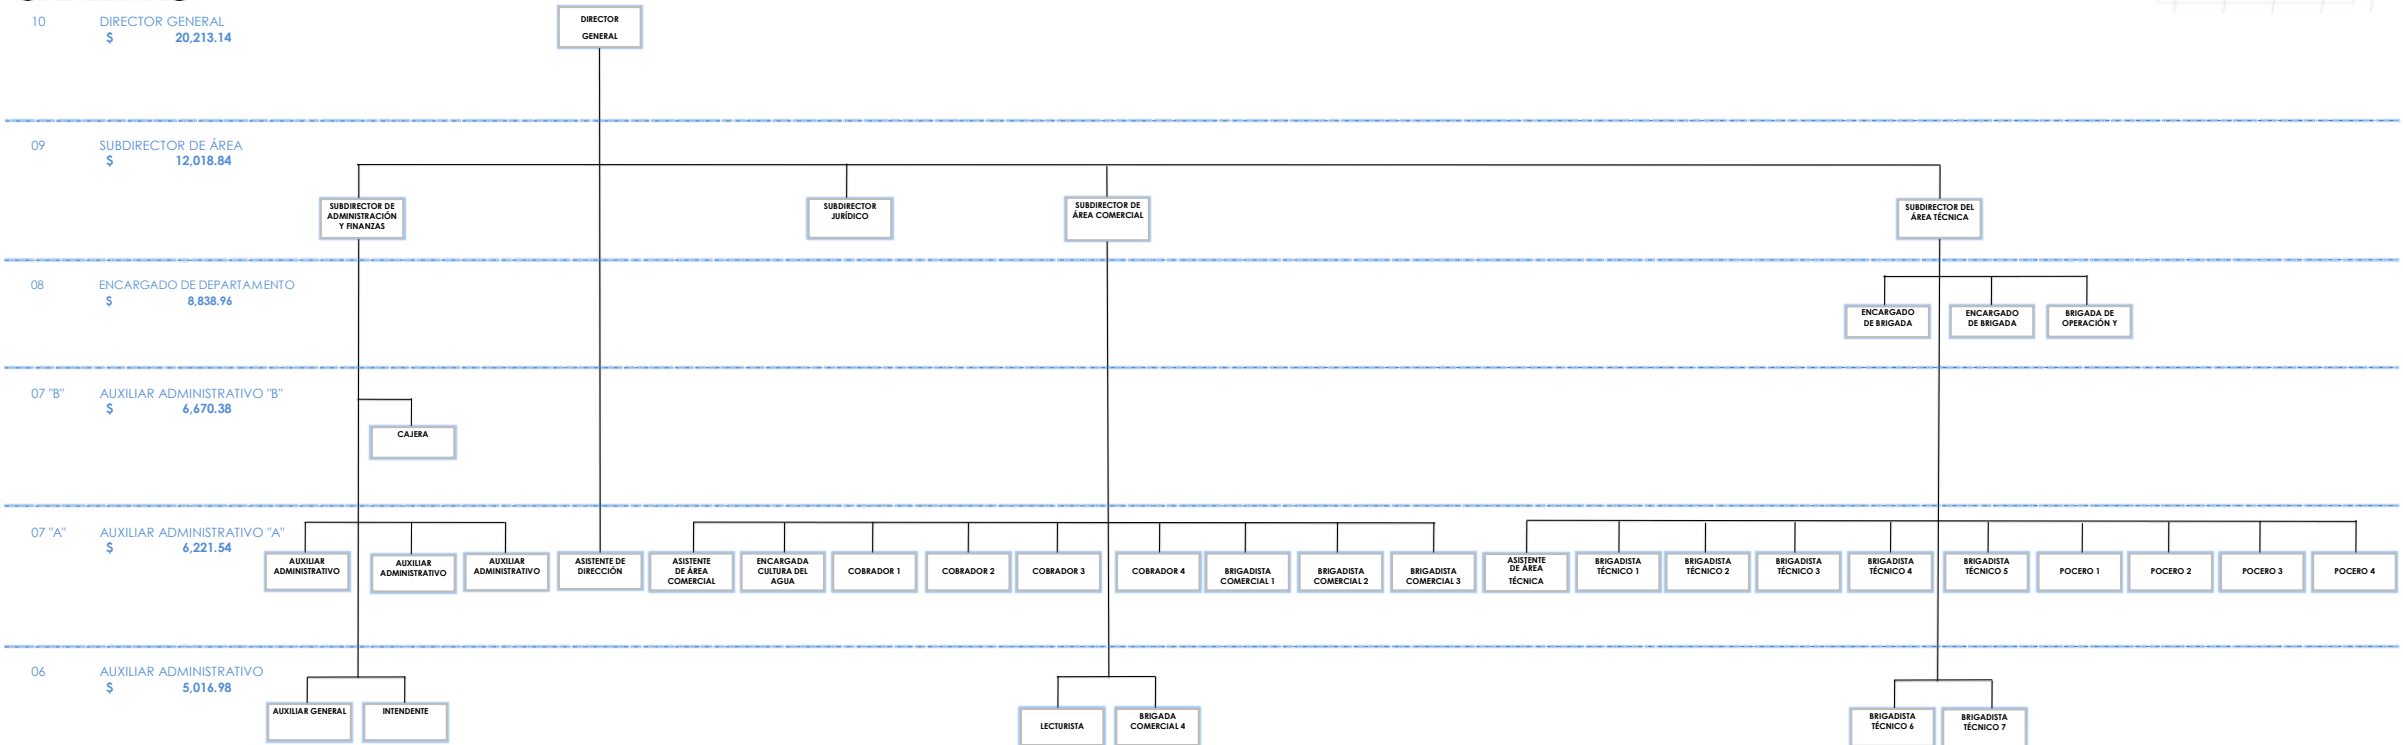 10 DIRECTOR GENERAL
$ 20,213.14
DIRECTOR
GENERAL
09 SUBDIRECTOR DE ÁREA
$ 12,018.84
SUBDIRECTOR DE
ADMINISTRACIÓN
Y FINANZAS
SUBDIRECTOR
JURÍDICO
SUBDIRECTOR DE
ÁREA COMERCIAL
SUBDIRECTOR DEL
ÁREA TÉCNICA
08 ENCARGADO DE DEPARTAMENTO
$ 8,838.96
ENCARGADO
DE BRIGADA
ENCARGADO
DE BRIGADA
BRIGADA DE
OPERACIÓN Y
07 "B" AUXILIAR ADMINISTRATIVO "B"
$ 6,670.38
CAJERA
07 "A" AUXILIAR ADMINISTRATIVO "A"
$ 6,221.54
AUXILIAR
ADMINISTRATIVO
AUXILIAR
ADMINISTRATIVO
AUXILIAR
ADMINISTRATIVO
ASISTENTE DE
DIRECCIÓN
ASISTENTE
DE ÁREA
COMERCIAL
ENCARGADA
CULTURA DEL
AGUA
COBRADOR 1
COBRADOR 2
COBRADOR 3
COBRADOR 4
BRIGADISTA
COMERCIAL 1
BRIGADISTA
COMERCIAL 2
BRIGADISTA
COMERCIAL 3
ASISTENTE
DE ÁREA
TÉCNICA
BRIGADISTA
TÉCNICO 1
BRIGADISTA
TÉCNICO 2
BRIGADISTA
TÉCNICO 3
BRIGADISTA
TÉCNICO 4
BRIGADISTA
TÉCNICO 5
POCERO 1
POCERO 2
POCERO 3
POCERO 4
06 AUXILIAR ADMINISTRATIVO
$ 5,016.98
AUXILIAR GENERAL
INTENDENTE
LECTURISTA
BRIGADA
COMERCIAL 4
BRIGADISTA
TÉCNICO 6
BRIGADISTA
TÉCNICO 7